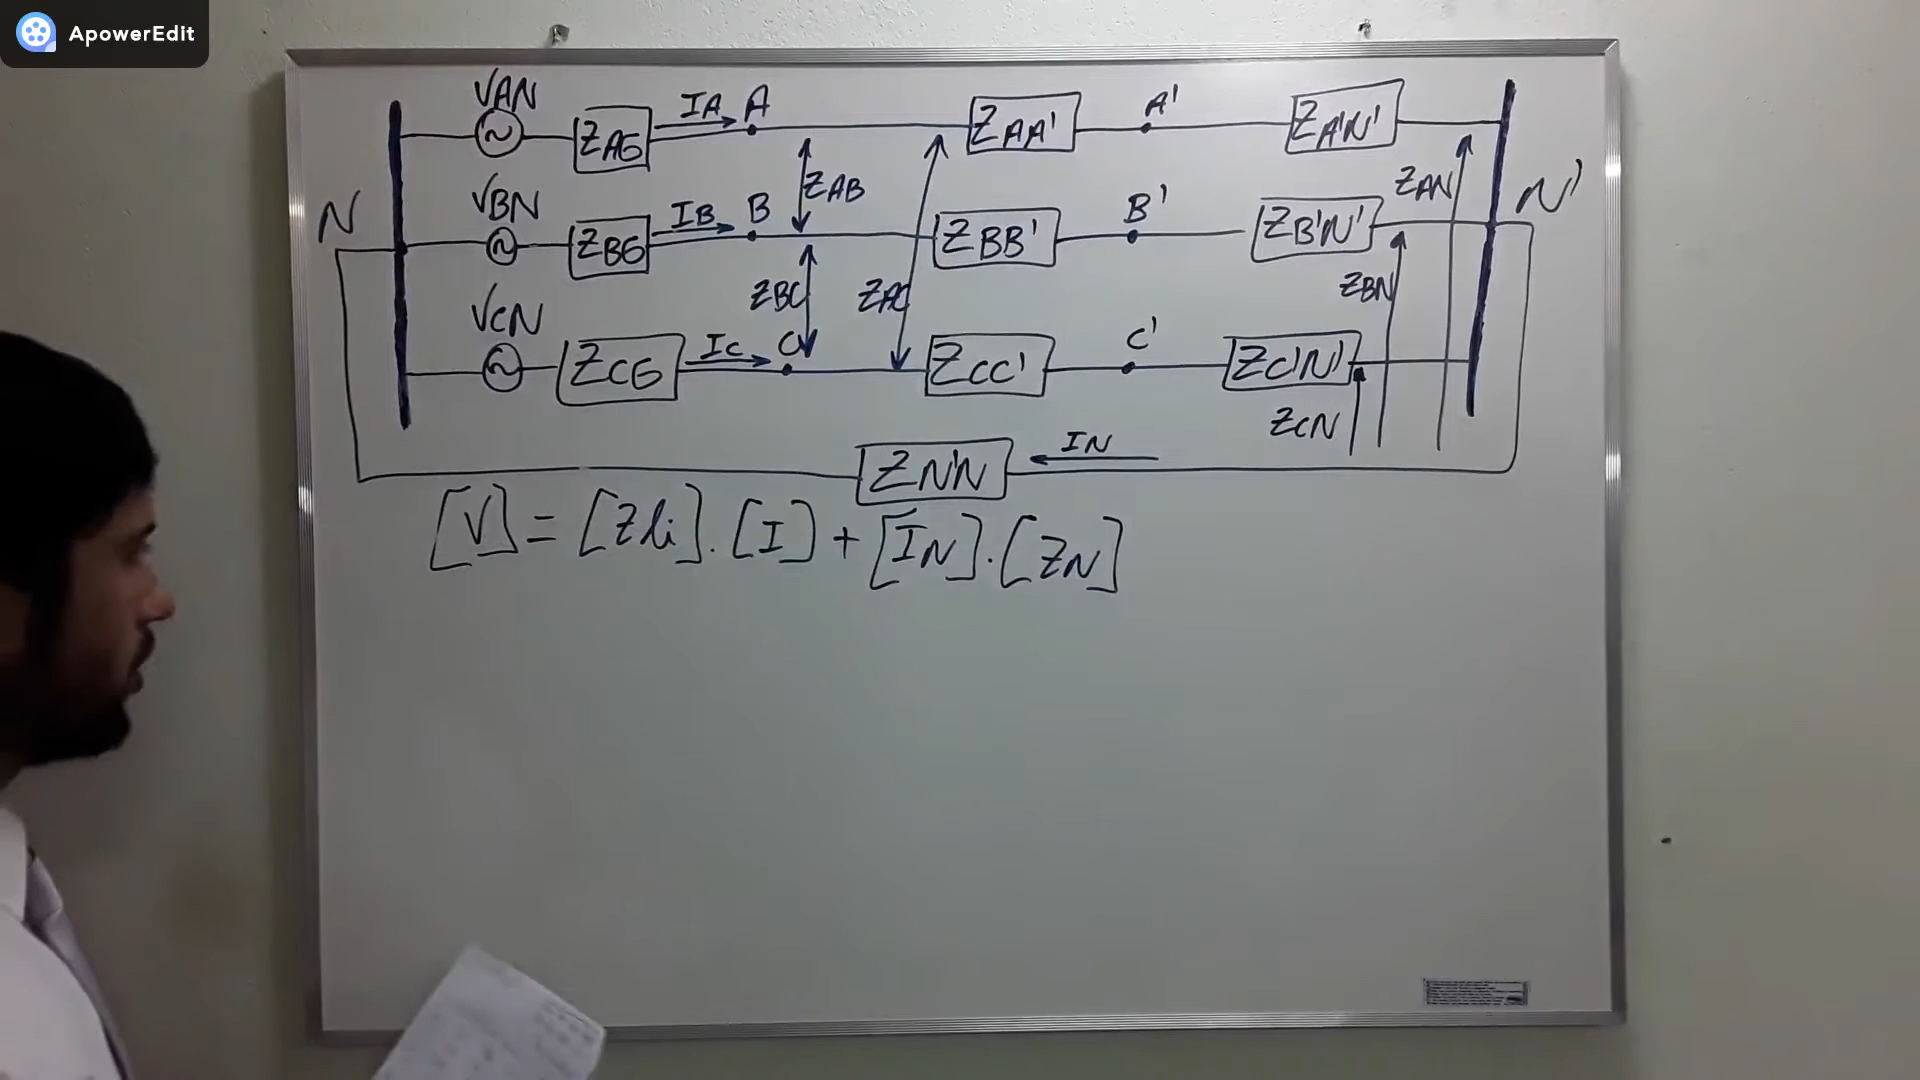 ApowerEdit
VAN
ZAG IA A ZAA' A' ZA'N'
ZAB ZAN
VBN
N ZBG IB B ZBB' B' ZB'N' N'
ZBC ZAC ZBN
VCN
ZCG IC C ZCC' C' ZC'N'
ZCN
ZN'N IN
[V] = [Zli] . [I] + [IN] . [ZN]